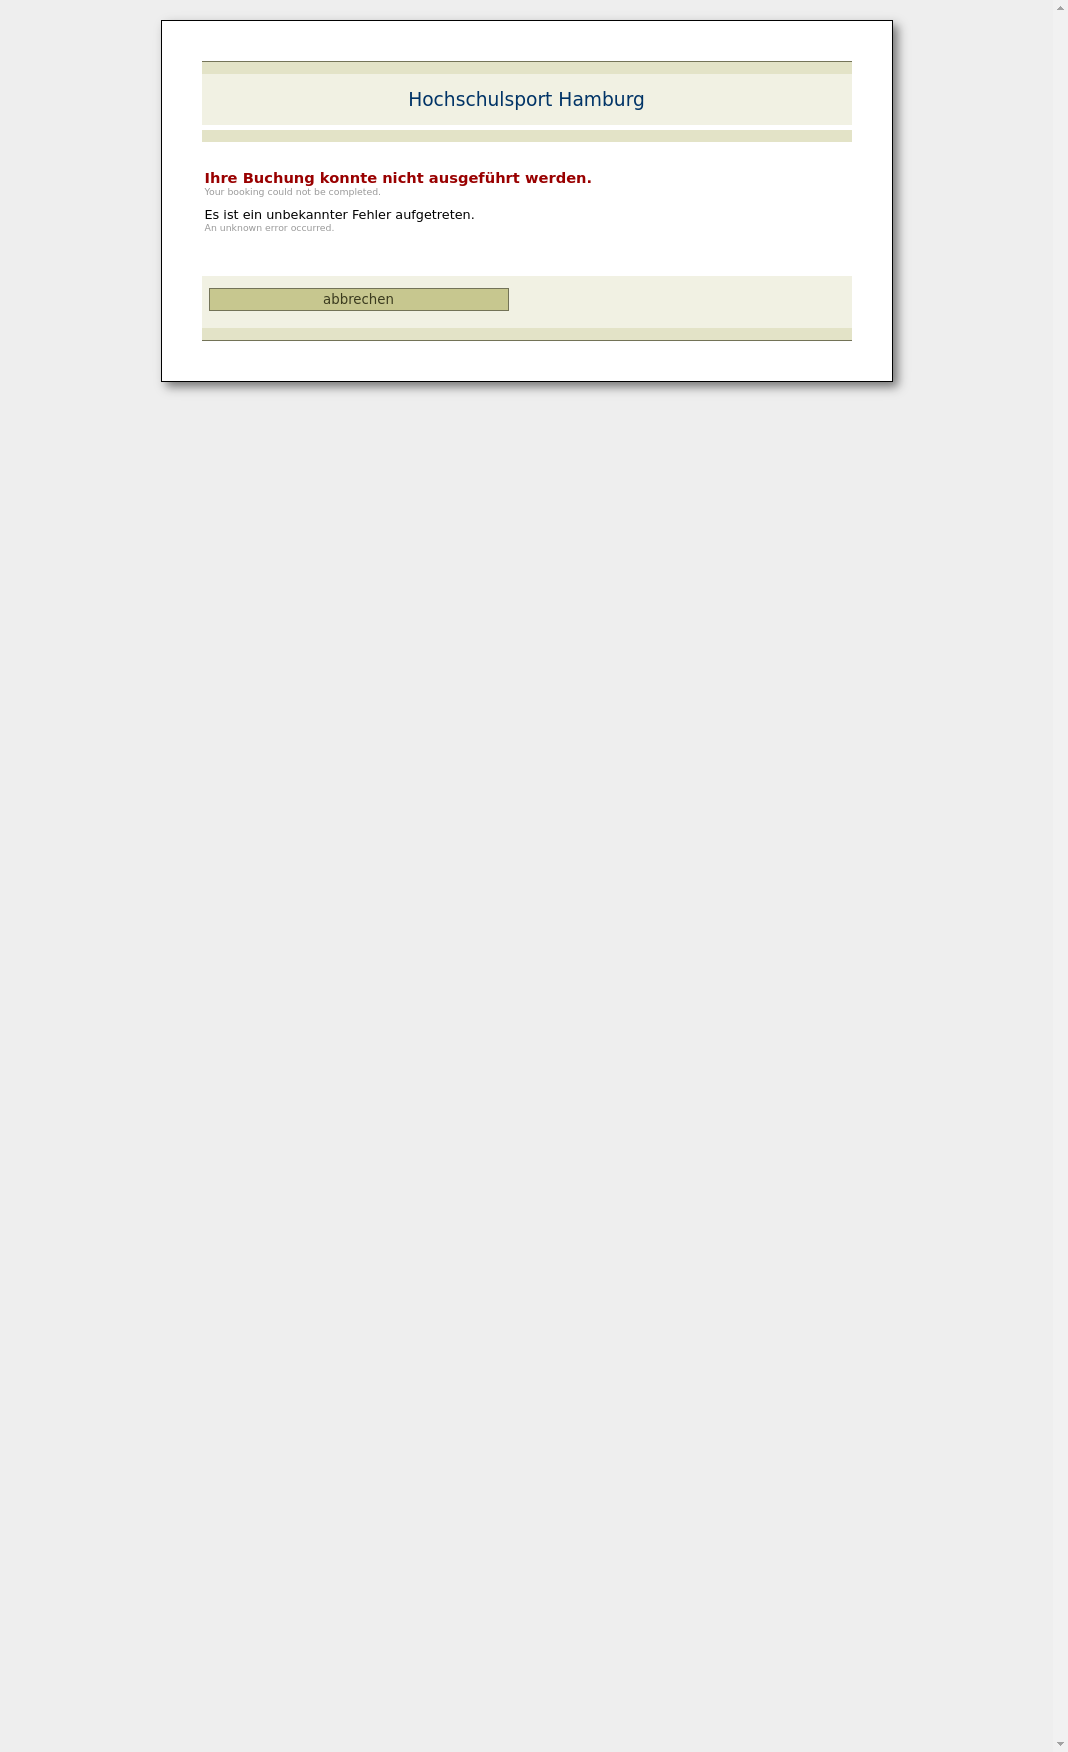 Hochschulsport Hamburg
Ihre Buchung konnte nicht ausgeführt werden.
Your booking could not be completed.
Es ist ein unbekannter Fehler aufgetreten.
An unknown error occurred.
abbrechen